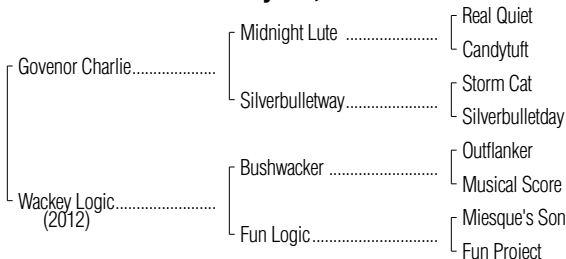 Real Quiet
Midnight Lute ....................
Candytuft
Govenor Charlie....................
Storm Cat
Silverbulletway......................
Silverbulletday
Outflanker
Bushwacker .......................
Musical Score
Wackey Logic........................
(2012)
Miesque's Son
Fun Logic..............................
Fun Project